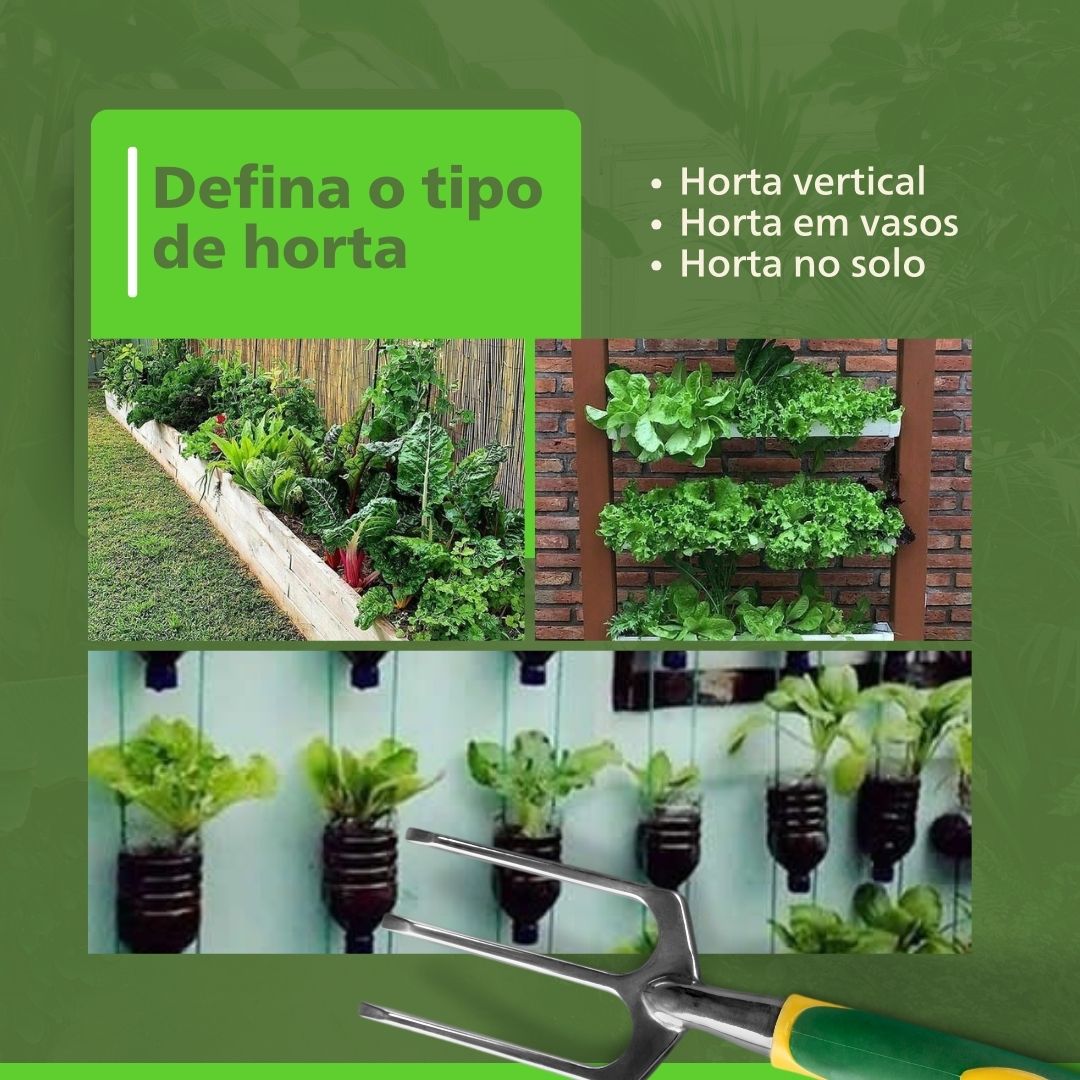 Defina o tipo
de horta
• Horta vertical
• Horta em vasos
• Horta no solo